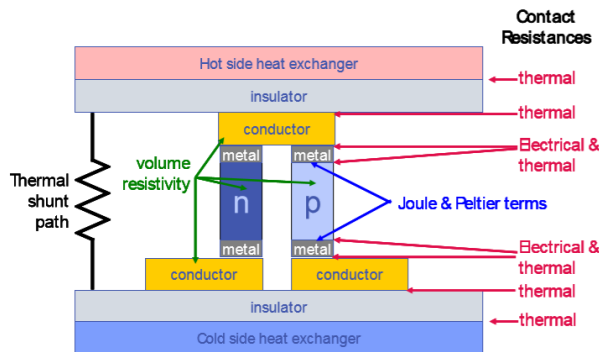 Contact
Resistances
Hot side heat exchanger
thermal
insulator
thermal
conductor
metal
metal
Electrical &
thermal
volume
resistivity
Thermal
shunt
path
n
p
Joule & Peltier terms
metal
metal
Electrical &
thermal
conductor
conductor
thermal
insulator
thermal
Cold side heat exchanger